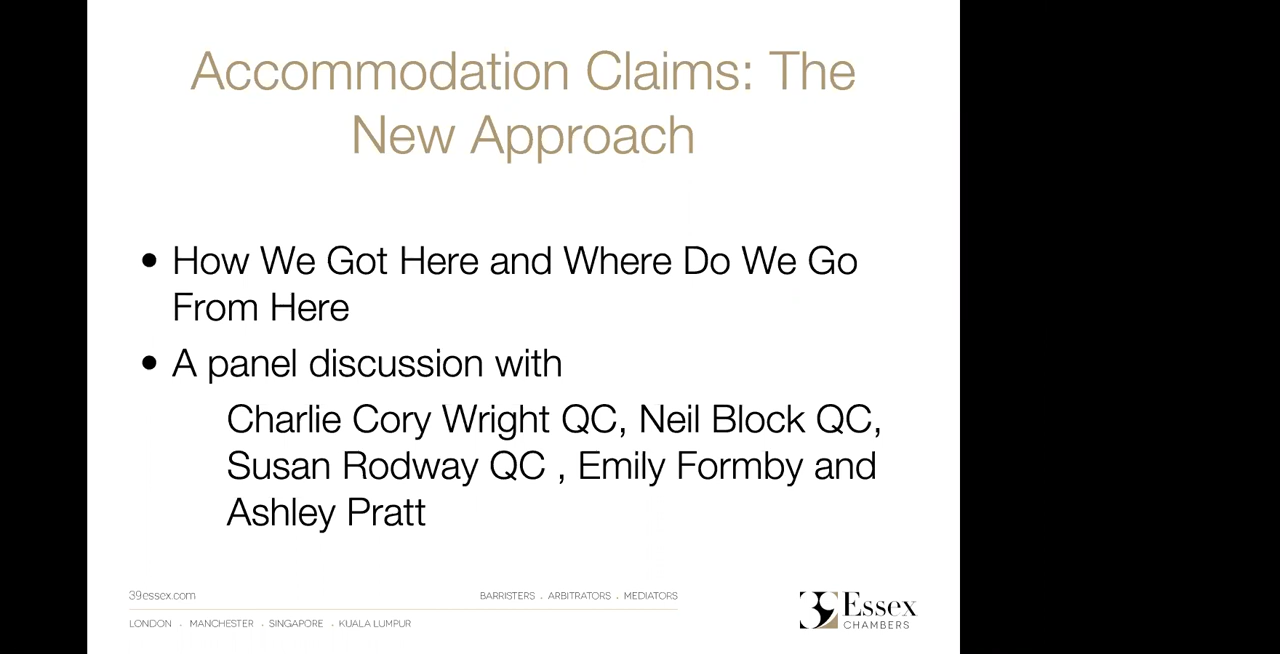 Accommodation Claims: The
New Approach
• How We Got Here and Where Do We Go
From Here
• A panel discussion with
Charlie Cory Wright QC, Neil Block QC,
Susan Rodway QC , Emily Formby and
Ashley Pratt
39essex.com
BARRISTERS . ARBITRATORS . MEDIATORS
LONDON . MANCHESTER . SINGAPORE . KUALA LUMPUR
39 Essex
CHAMBERS